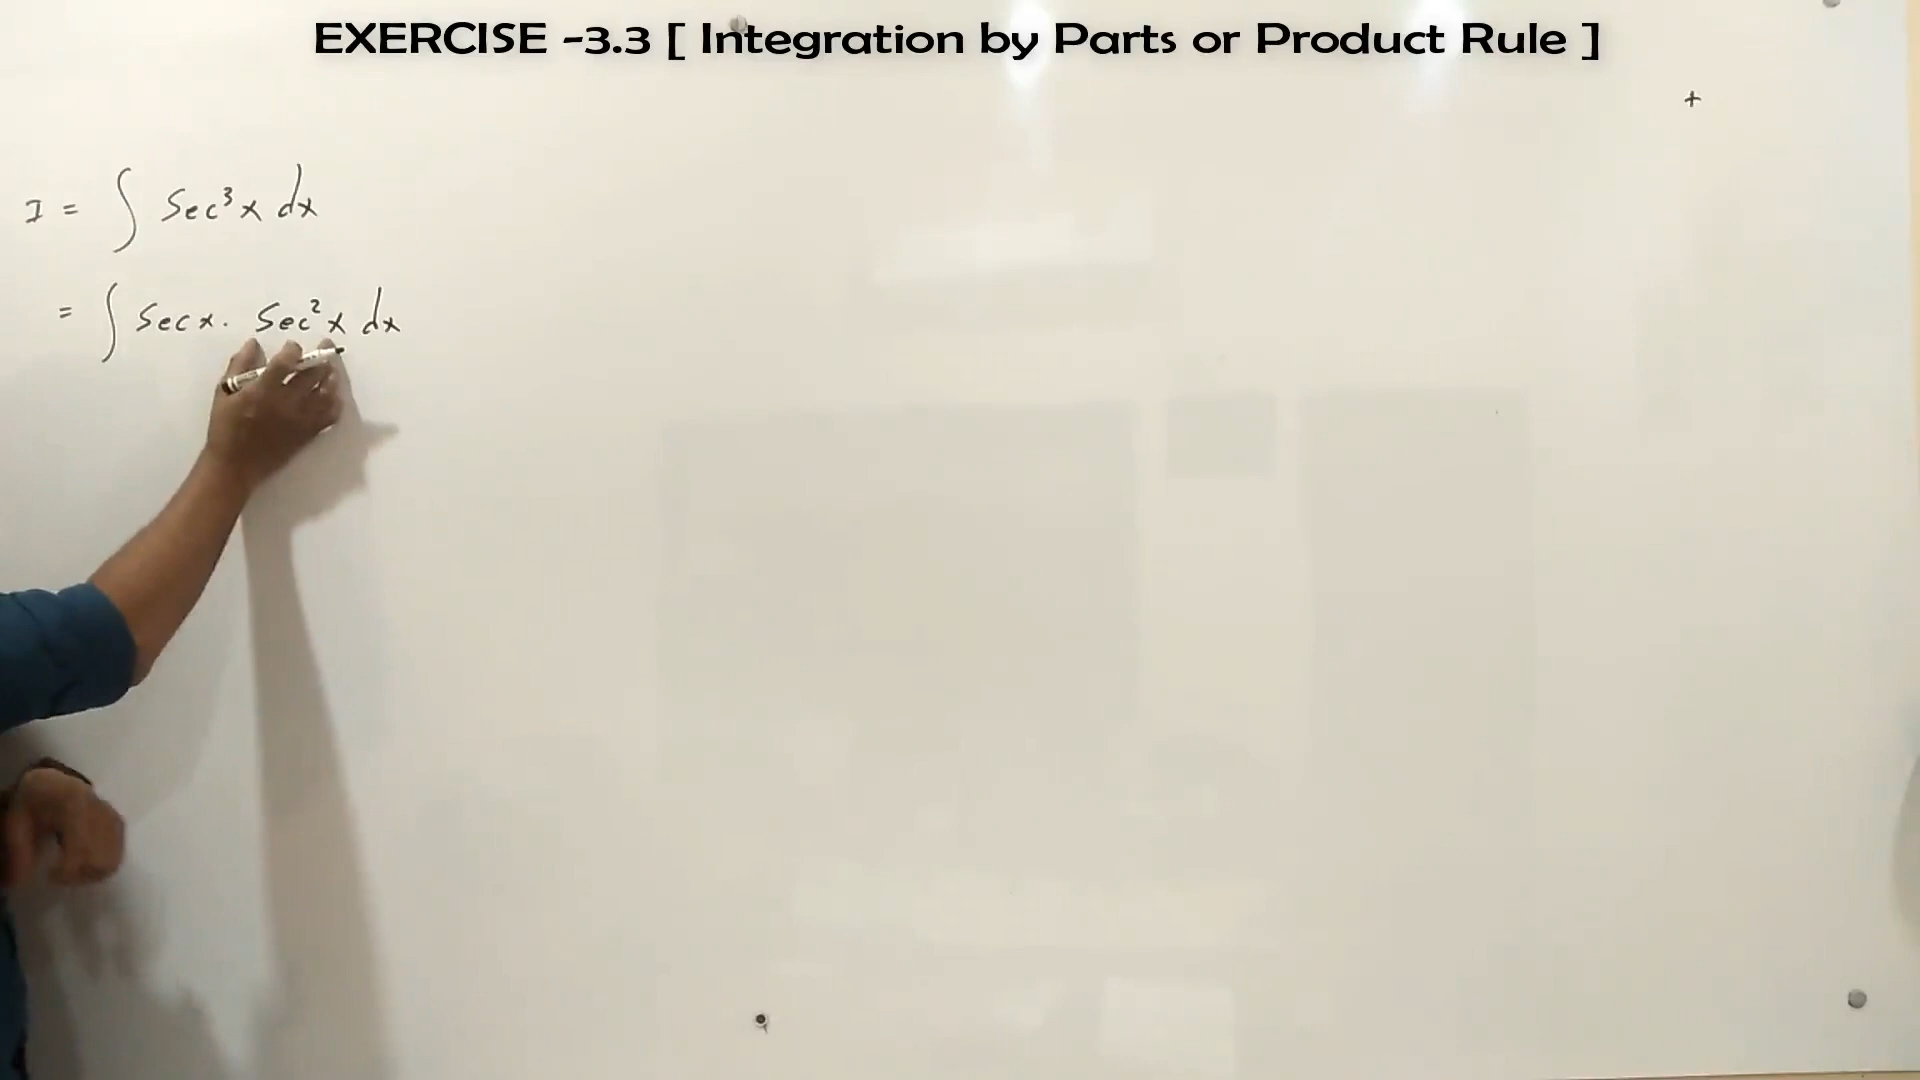 EXERCISE -3.3 [ Integration by Parts or Product Rule ]
+
I = ∫ Sec³x dx
= ∫ Secx. Sec²x dx